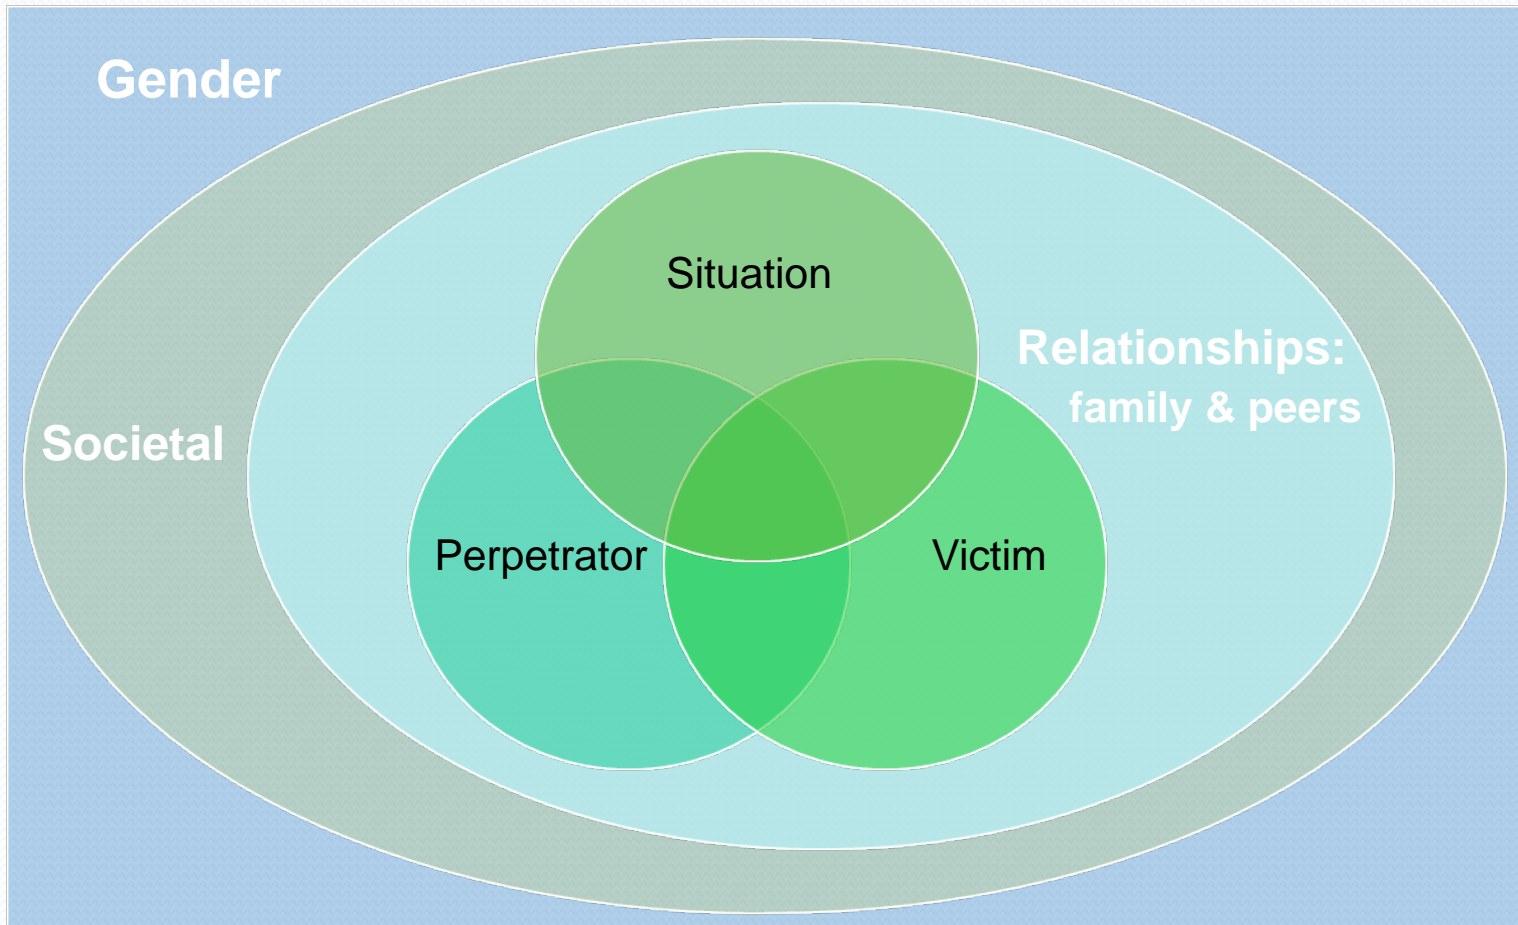 Gender
Situation
Relationships:
family & peers
Societal
Perpetrator
Victim